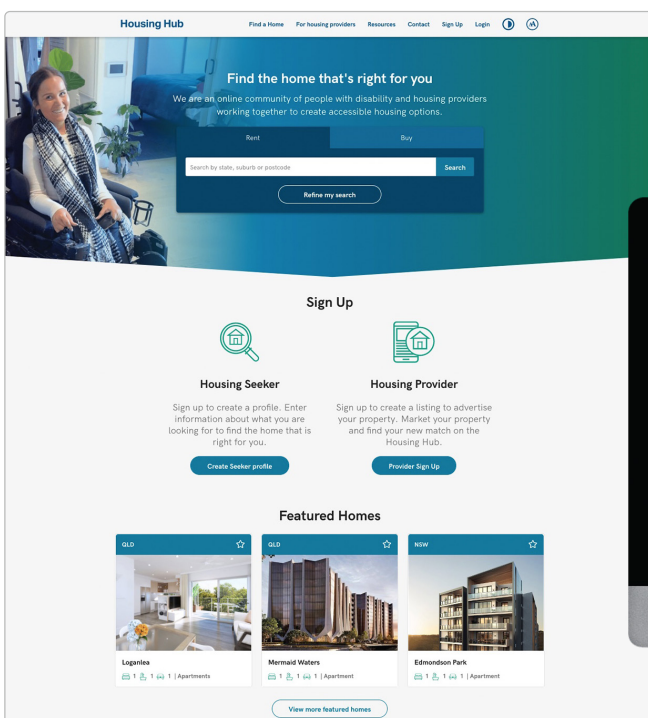 Housing Hub
Find a Home For housing providers Resources Contact Sign Up Login
AA
Find the home that's right for you
We are an online community of people with disability and housing providers
working together to create accessible housing options.
Rent Buy
Search by state, suburb or postcode Search
Refine my search
Sign Up
Housing Seeker
Sign up to create a profile. Enter
information about what you are
looking for to find the home that is
right for you.
Create Seeker profile
Housing Provider
Sign up to create a listing to advertise
your property. Market your property
and find your new match on the
Housing Hub.
Provider Sign Up
Featured Homes
QLD
Loganlea
1 1 1 | Apartments
QLD
Mermaid Waters
1 1 1 | Apartment
NSW
Edmondson Park
1 1 1 | Apartment
View more featured homes